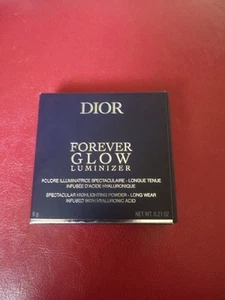 DIOR
FOREVER
GLOW
LUMINIZER
POUDRE ILLUMINATRICE SPECTACULAIRE - LONGUE TENUE
INFUSÉE D'ACIDE HYALURONIQUE
SPECTACULAR HIGHLIGHTING POWDER - LONG WEAR
INFUSED WITH HYALURONIC ACID
6 g NET WT. 0.21 OZ